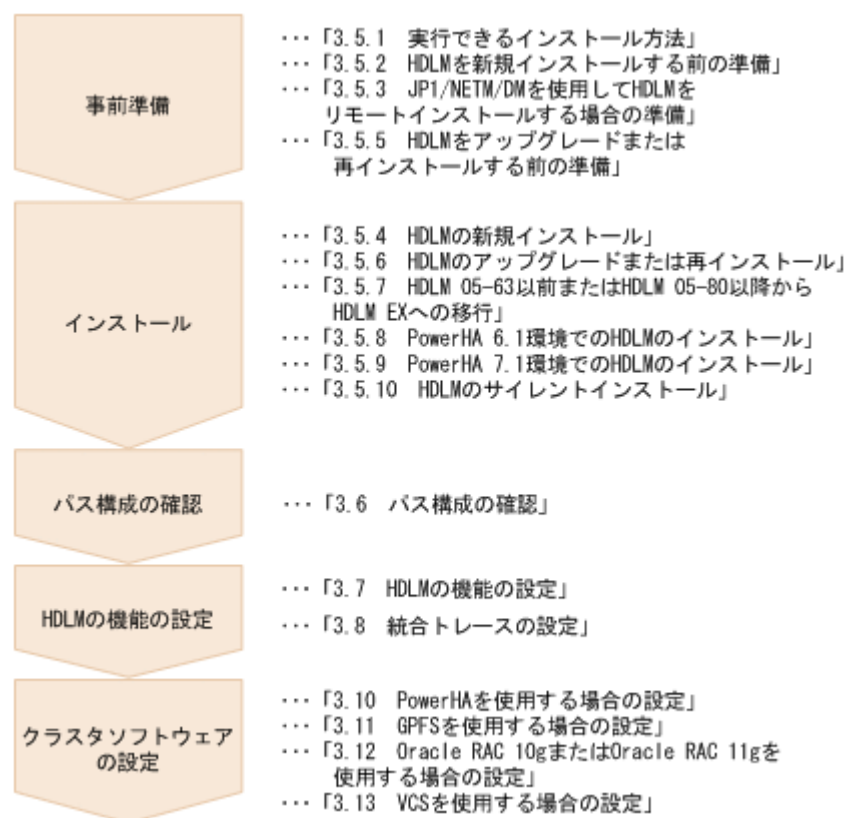 事前準備
・・・「3.5.1 実行できるインストール方法」
・・・「3.5.2 HDLMを新規インストールする前の準備」
・・・「3.5.3 JP1/NETM/DMを使用してHDLMを
リモートインストールする場合の準備」
・・・「3.5.5 HDLMをアップグレードまたは
再インストールする前の準備」
インストール
・・・「3.5.4 HDLMの新規インストール」
・・・「3.5.6 HDLMのアップグレードまたは再インストール」
・・・「3.5.7 HDLM 05-63以前またはHDLM 05-80以降から
HDLM EXへの移行」
・・・「3.5.8 PowerHA 6.1環境でのHDLMのインストール」
・・・「3.5.9 PowerHA 7.1環境でのHDLMのインストール」
・・・「3.5.10 HDLMのサイレントインストール」
パス構成の確認
・・・「3.6 パス構成の確認」
HDLMの機能の設定
・・・「3.7 HDLMの機能の設定」
・・・「3.8 統合トレースの設定」
クラスタソフトウェア
の設定
・・・「3.10 PowerHAを使用する場合の設定」
・・・「3.11 GPFSを使用する場合の設定」
・・・「3.12 Oracle RAC 10gまたはOracle RAC 11gを
使用する場合の設定」
・・・「3.13 VCSを使用する場合の設定」